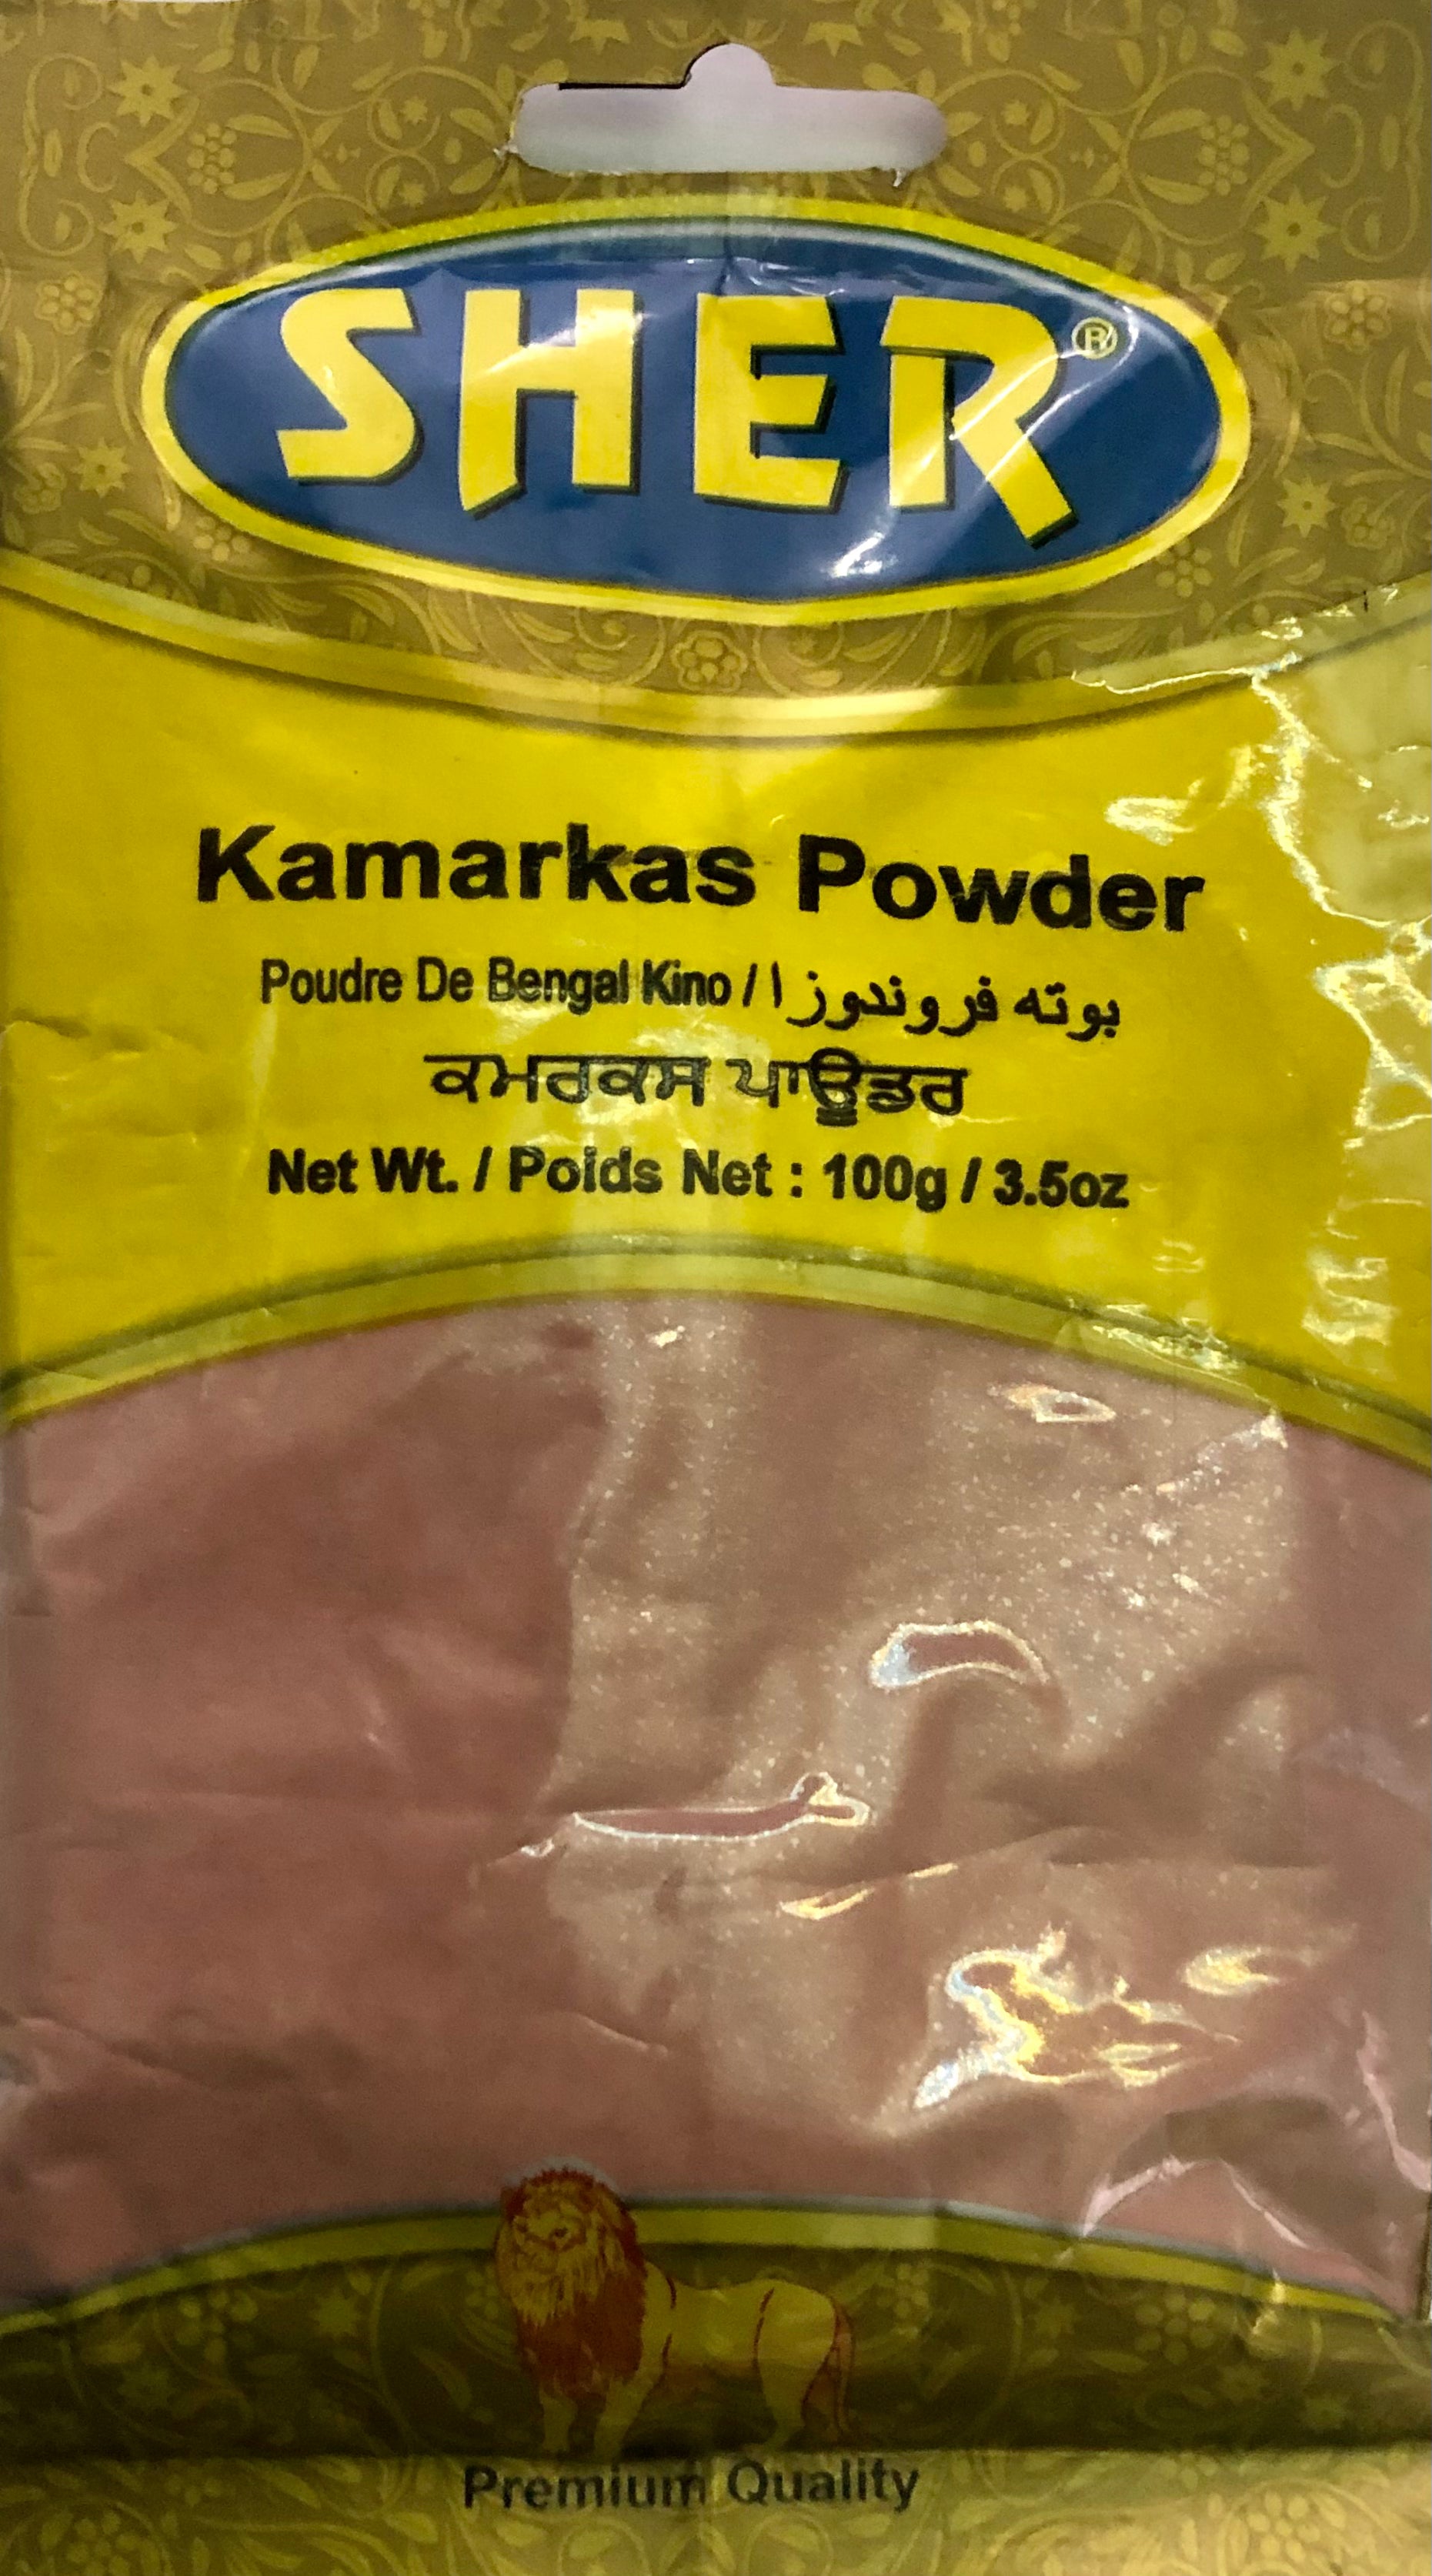 SHER®
Kamarkas Powder
Poudre De Bengal Kino / بوته فروندوز ا
ਕਮਰਕਸ ਪਾਊਡਰ
Net Wt. / Poids Net : 100g / 3.5oz
Premium Quality